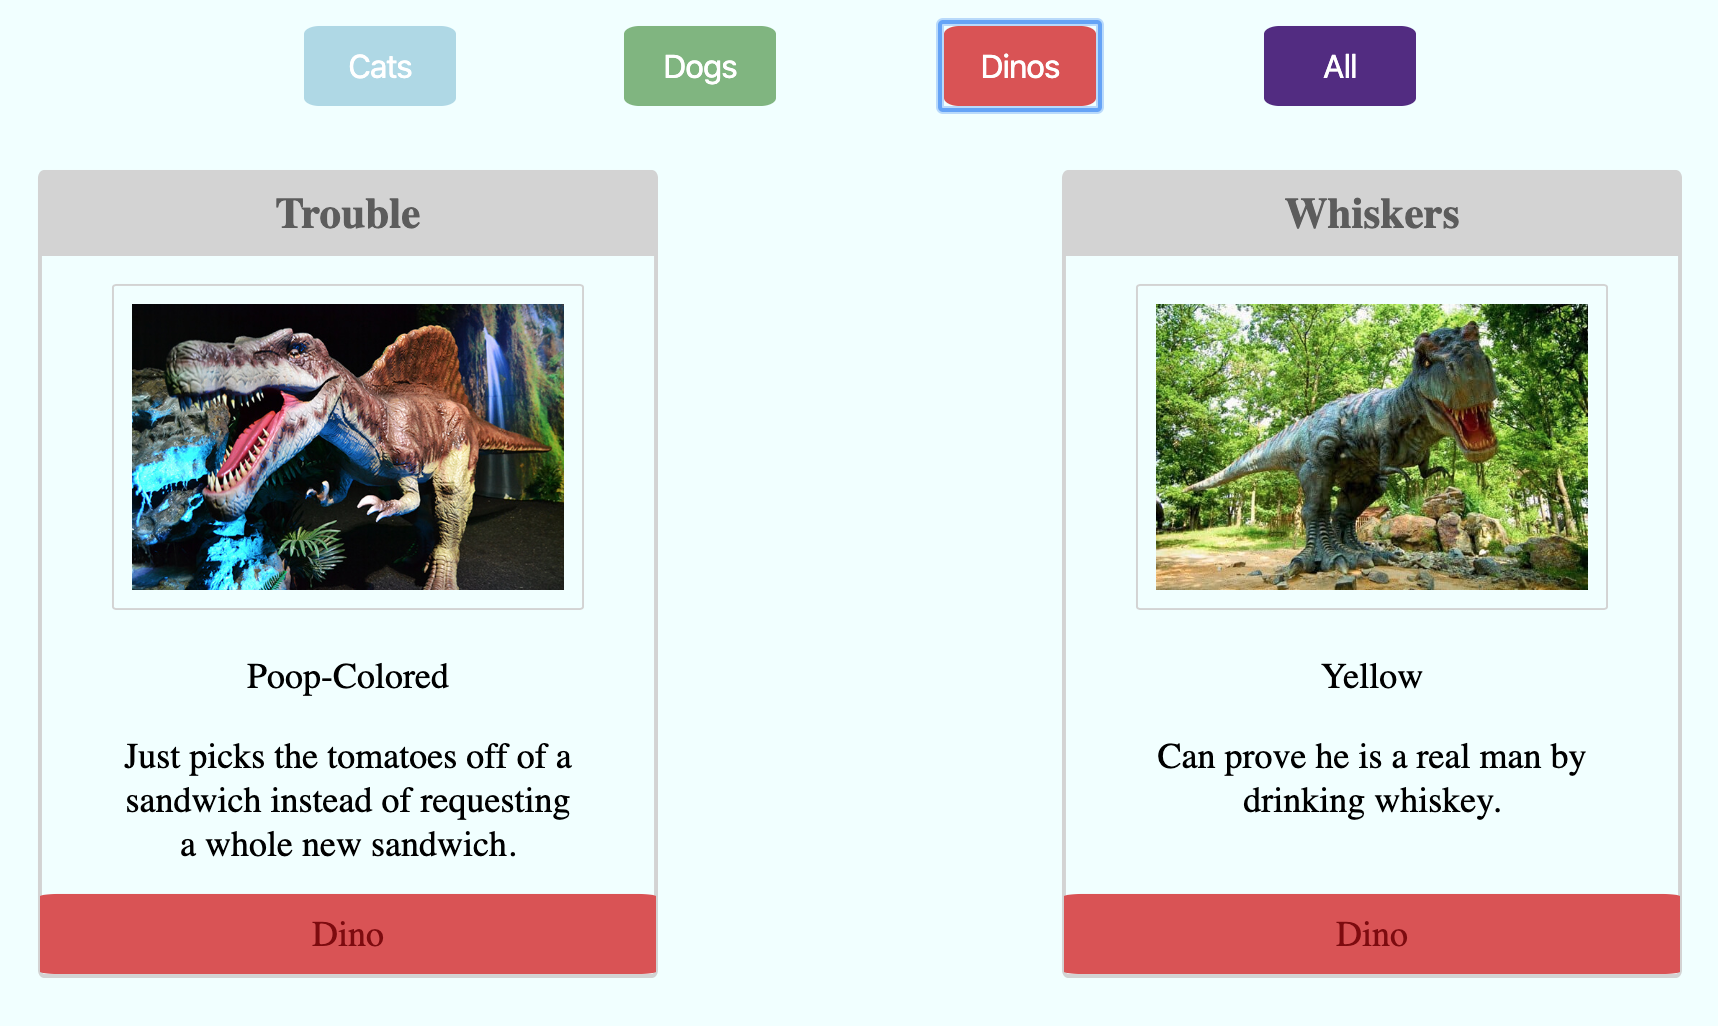 Cats
Dogs
Dinos
All
Trouble
Poop-Colored
Just picks the tomatoes off of a
sandwich instead of requesting
a whole new sandwich.
Dino
Whiskers
Yellow
Can prove he is a real man by
drinking whiskey.
Dino